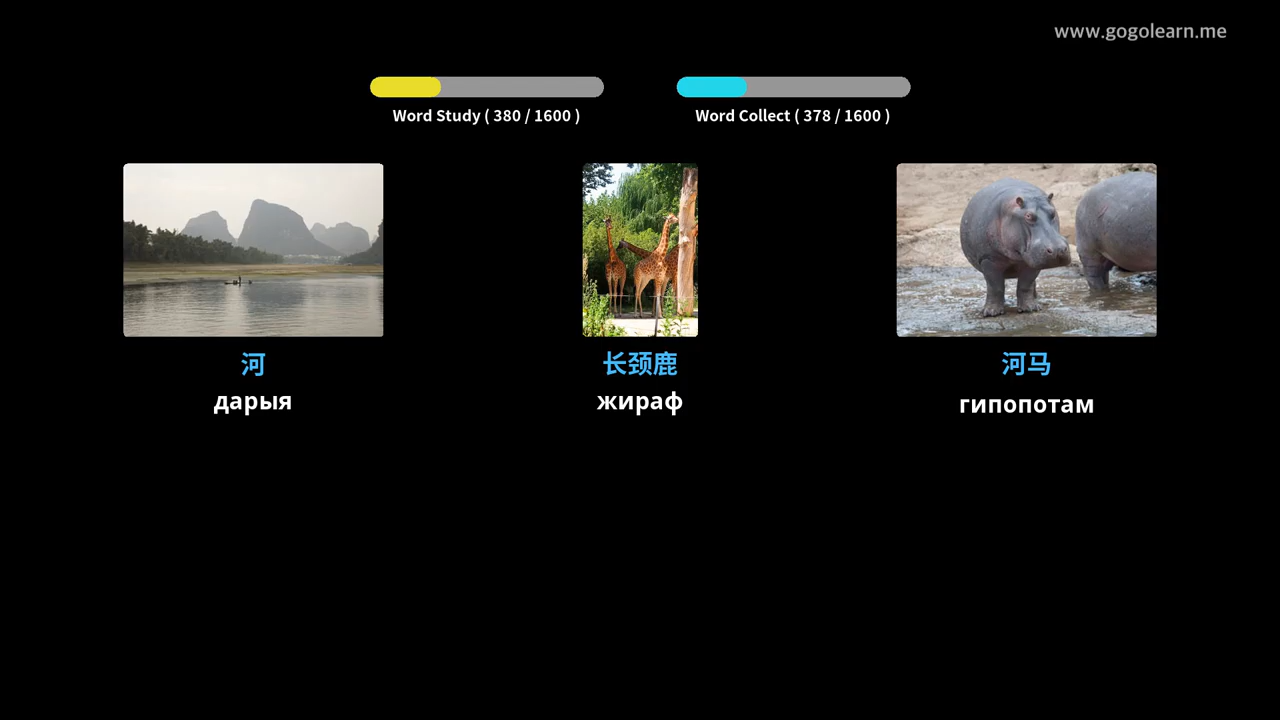 www.gogolearn.me
Word Study ( 380 / 1600 )
Word Collect ( 378 / 1600 )
河
长颈鹿
河马
дарыя
жираф
гипопотам